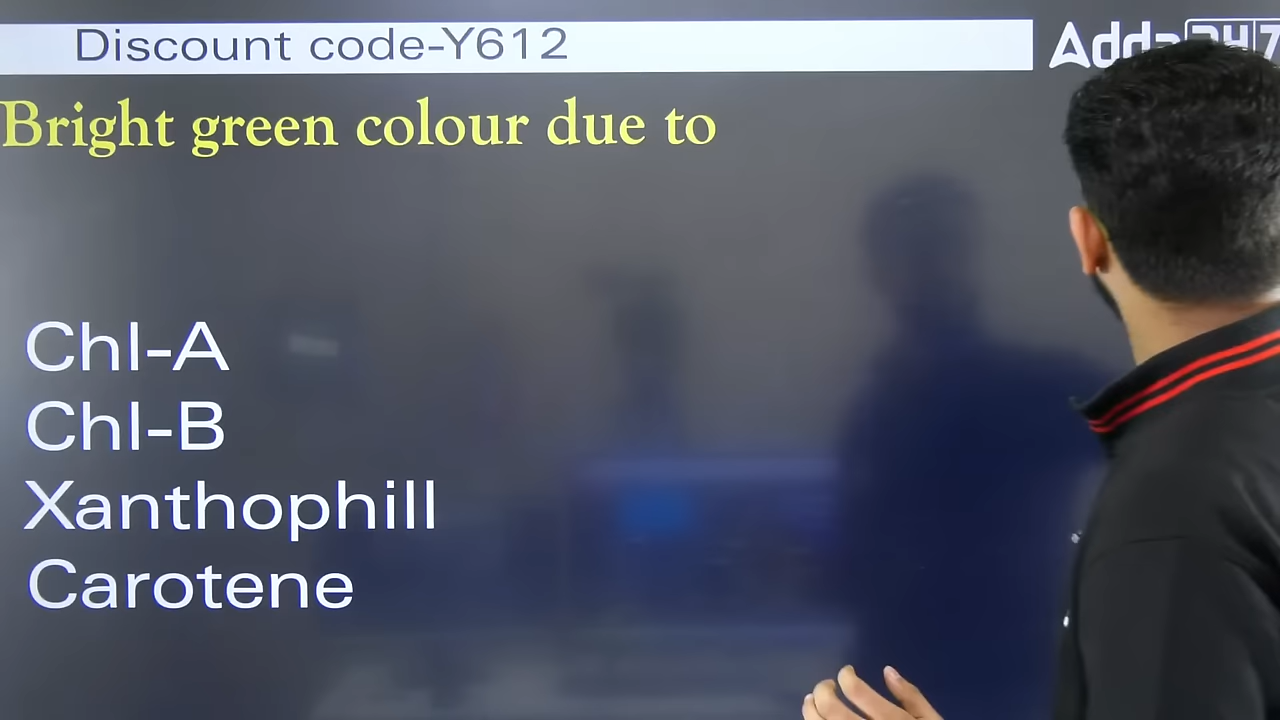 Discount code-Y612
Bright green colour due to
Chl-A
Chl-B
Xanthophill
Carotene